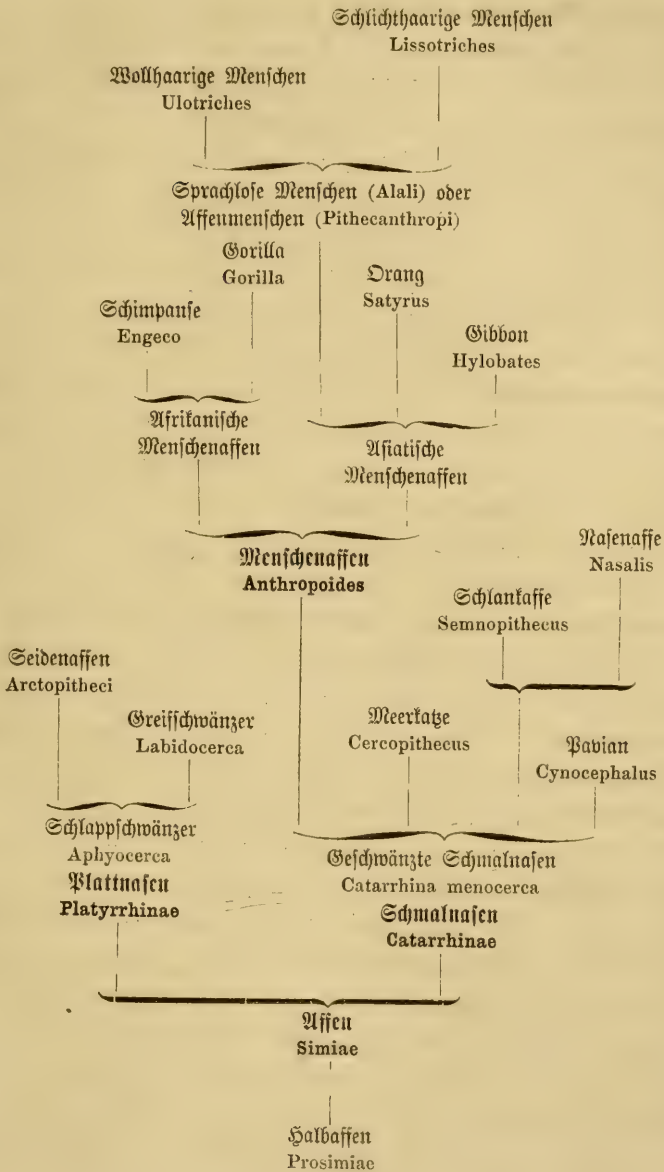 Schlichthaarige Menschen
Lissotriches
Wollhaarige Menschen
Ulotriches
Sprachlose Menschen (Alali) oder
Affenmenschen (Pithecanthropi)
Gorilla
Gorilla
Orang
Satyrus
Schimpanse
Engeco
Gibbon
Hylobates
Afrikanische
Menschenaffen
Asiatische
Menschenaffen
Menschenaffen
Anthropoides
Nasenaffe
Nasalis
Schlankaffe
Semnopithecus
Seidenaffen
Arctopitheci
Greifschwänzer
Labidocerca
Meerkatze
Cercopithecus
Pavian
Cynocephalus
Schlappschwänzer
Aphyocerca
Plattnasen
Platyrrhinae
Geschwänzte Schmalnasen
Catarrhina menocerca
Schmalnasen
Catarrhinae
Affen
Simiae
Halbaffen
Prosimiae